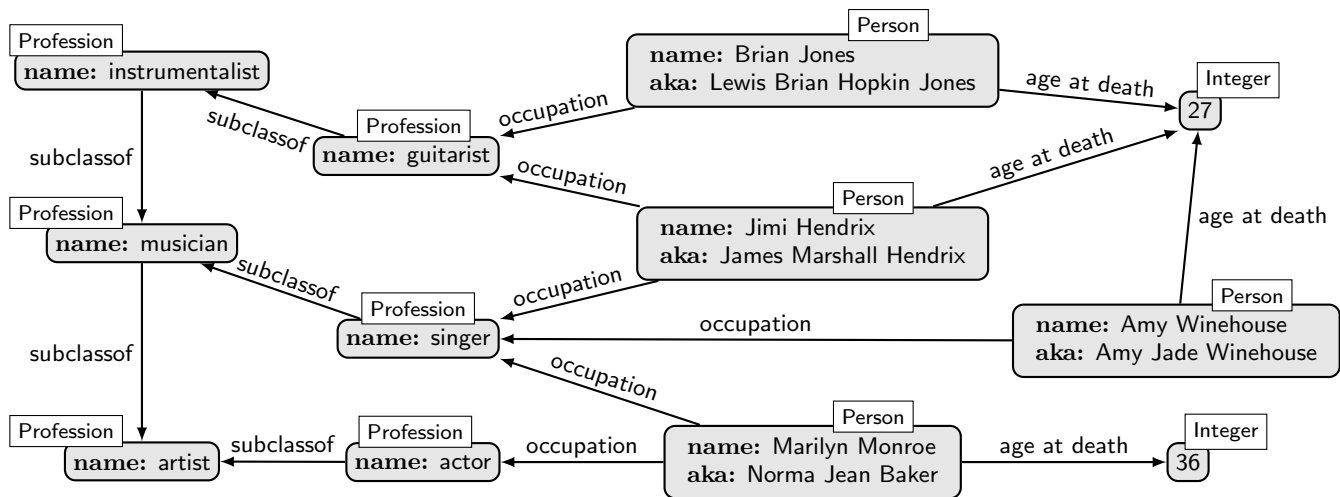 Profession
name: instrumentalist
Person
name: Brian Jones
aka: Lewis Brian Hopkin Jones
age at death
Integer
27
occupation
subclassof
Profession
name: guitarist
subclassof
occupation
age at death
Profession
name: musician
Person
name: Jimi Hendrix
aka: James Marshall Hendrix
age at death
subclassof
occupation
Profession
name: singer
occupation
Person
name: Amy Winehouse
aka: Amy Jade Winehouse
subclassof
occupation
Profession
name: artist
subclassof
Profession
name: actor
occupation
Person
name: Marilyn Monroe
aka: Norma Jean Baker
age at death
Integer
36